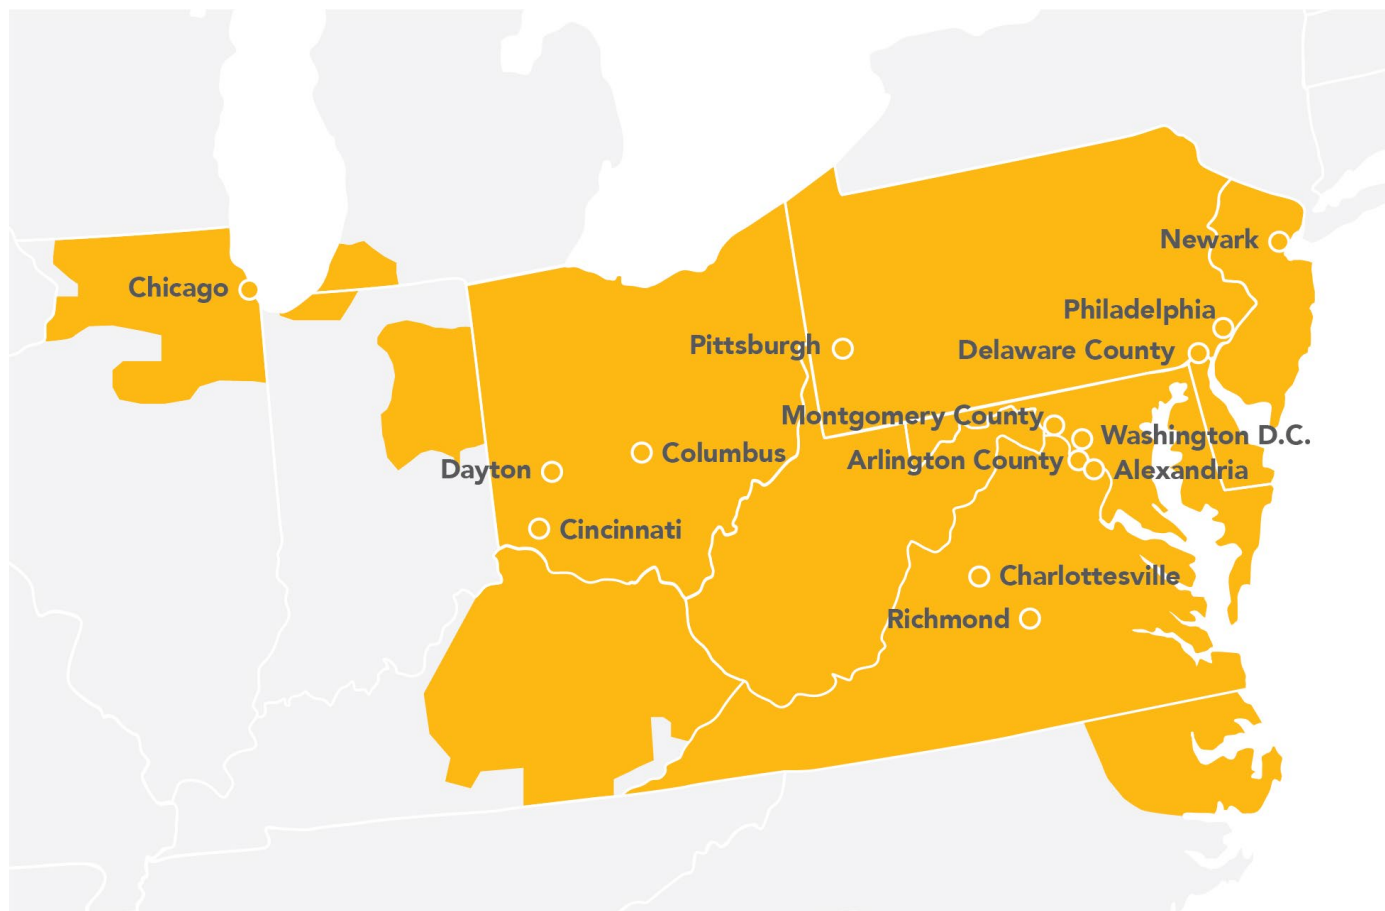 Newark
Chicago
Philadelphia
Pittsburgh
Delaware County
Montgomery County
Washington D.C.
Columbus
Arlington County
Dayton
Alexandria
Cincinnati
Charlottesville
Richmond